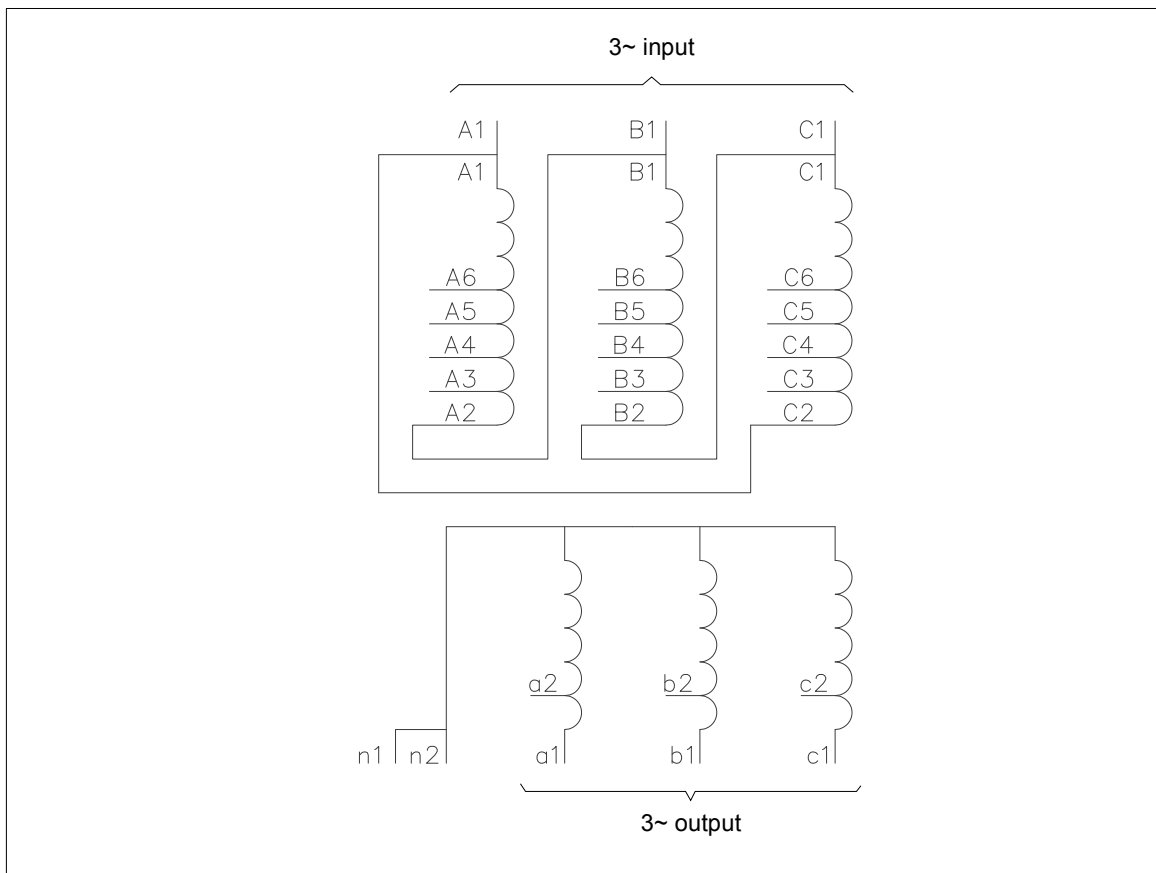 3~ input
A1 B1 C1
A1 B1 C1
A6 B6 C6
A5 B5 C5
A4 B4 C4
A3 B3 C3
A2 B2 C2
a2 b2 c2
n1 n2 a1 b1 c1
3~ output